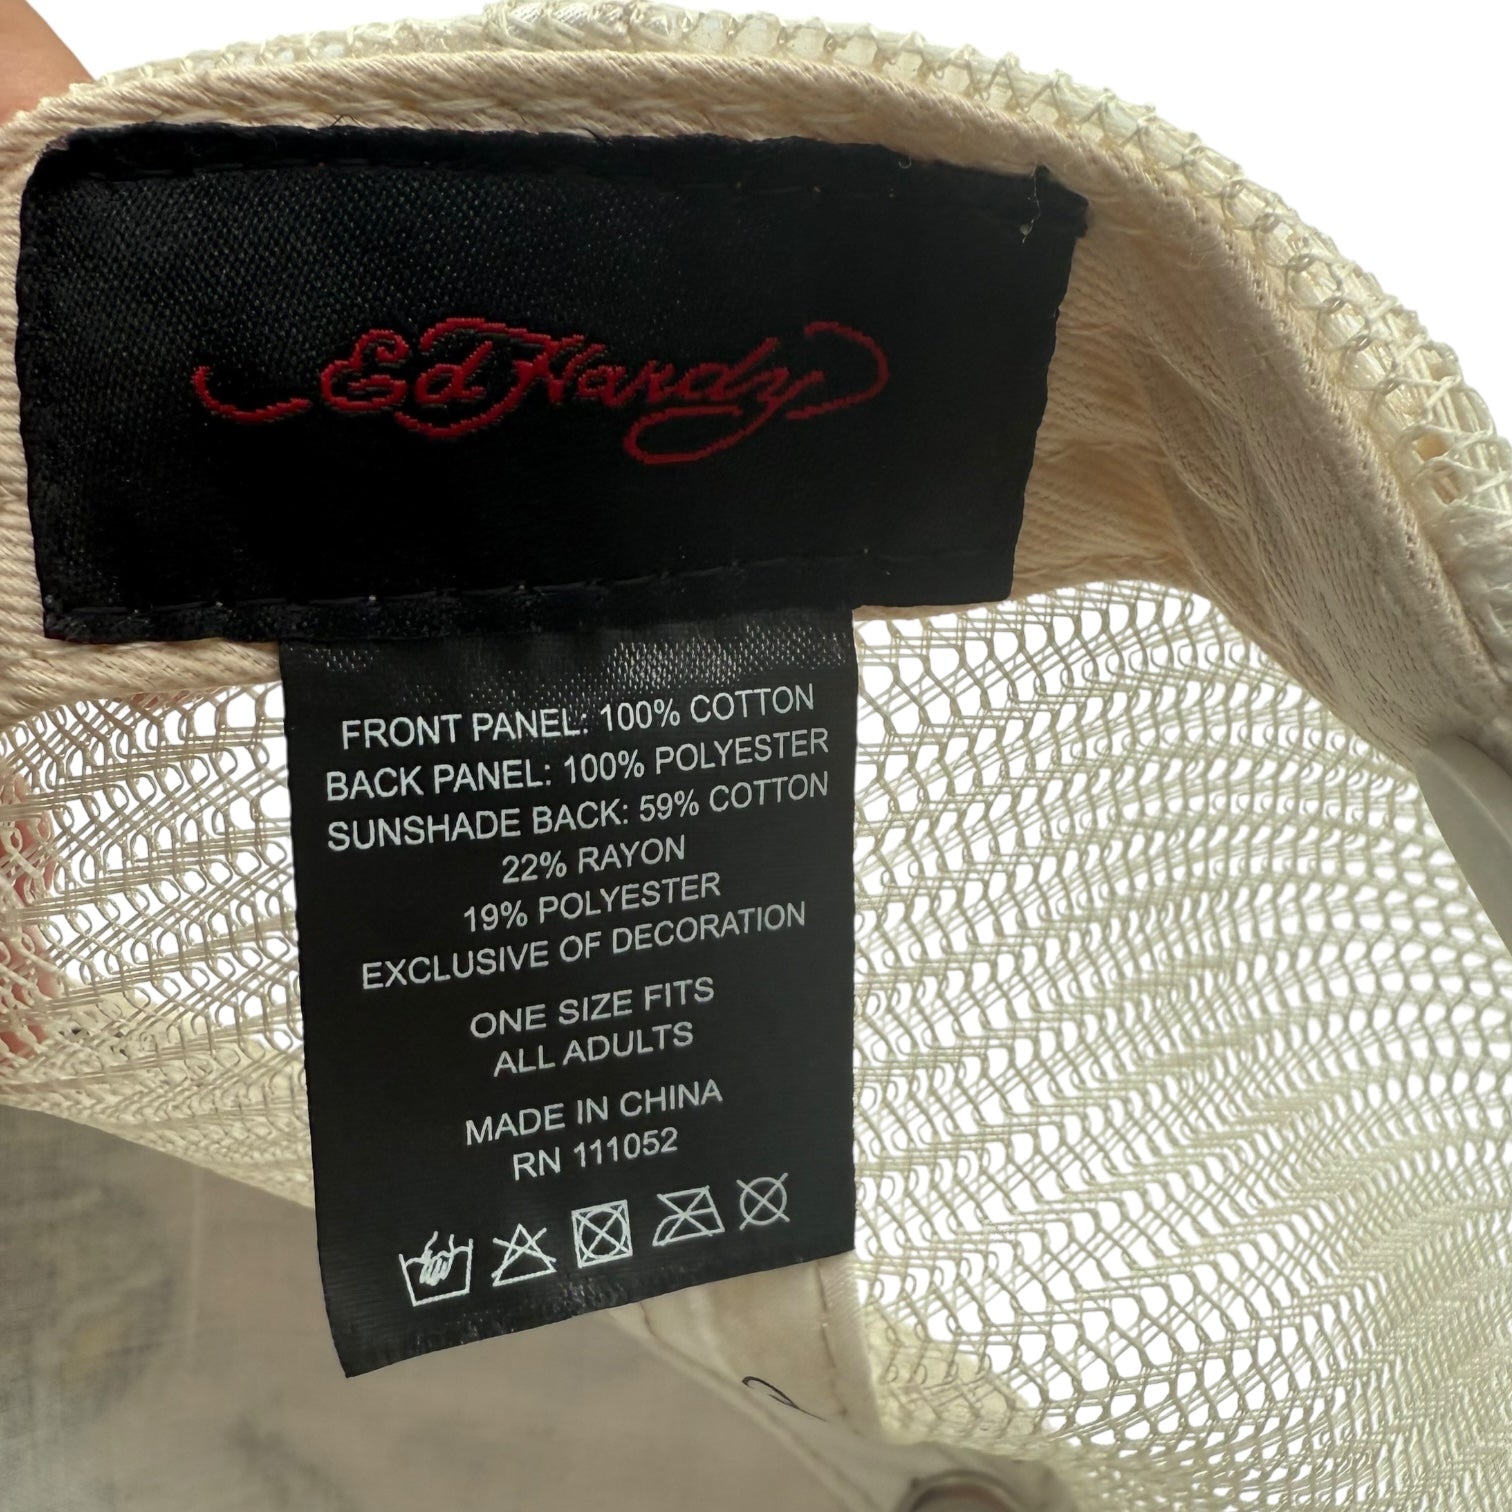 Ed Hardy
FRONT PANEL: 100% COTTON
BACK PANEL: 100% POLYESTER
SUNSHADE BACK: 59% COTTON
22% RAYON
19% POLYESTER
EXCLUSIVE OF DECORATION
ONE SIZE FITS
ALL ADULTS
MADE IN CHINA
RN 111052